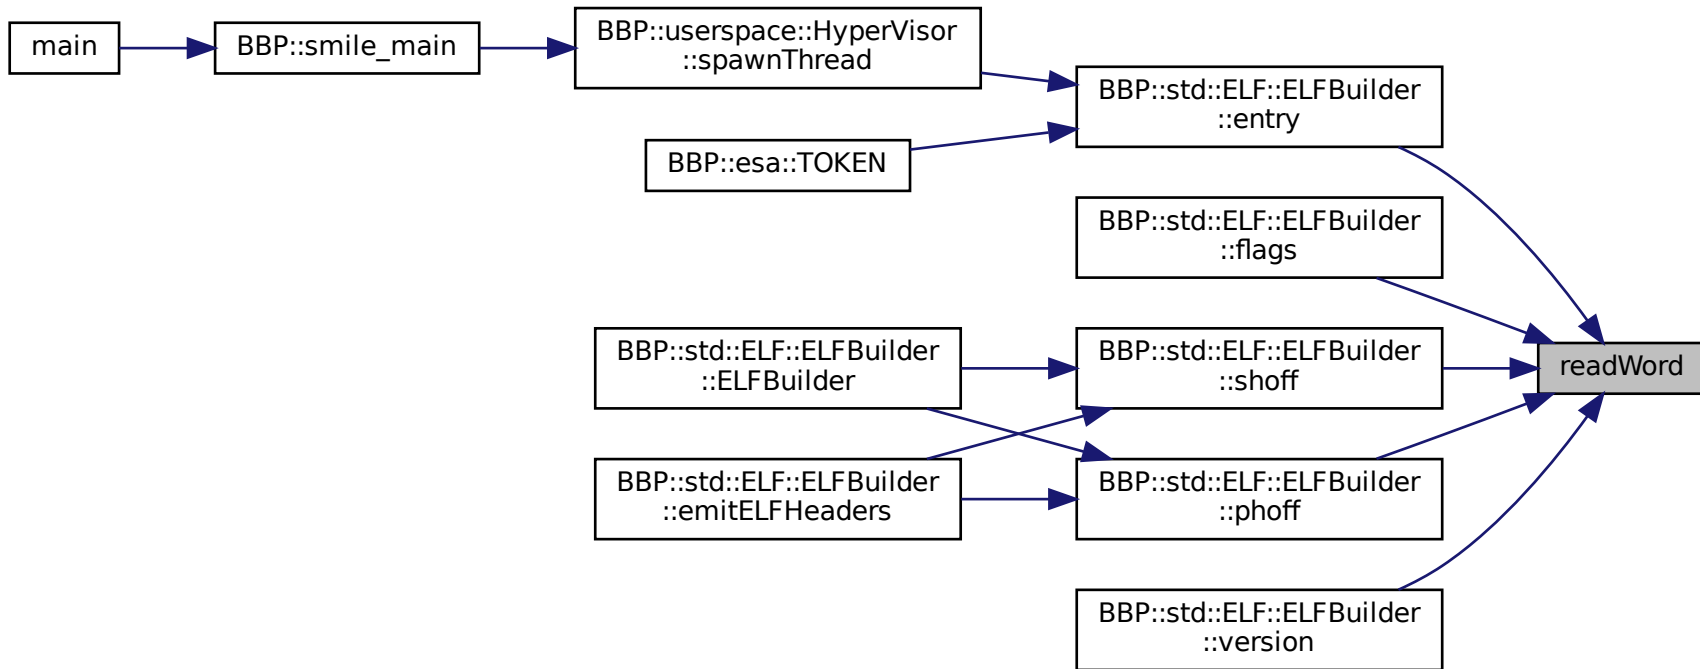 main
BBP::smile_main
BBP::userspace::HyperVisor
::spawnThread
BBP::esa::TOKEN
BBP::std::ELF::ELFBuilder
::entry
BBP::std::ELF::ELFBuilder
::flags
BBP::std::ELF::ELFBuilder
::ELFBuilder
BBP::std::ELF::ELFBuilder
::shoff
readWord
BBP::std::ELF::ELFBuilder
::emitELFHeaders
BBP::std::ELF::ELFBuilder
::phoff
BBP::std::ELF::ELFBuilder
::version